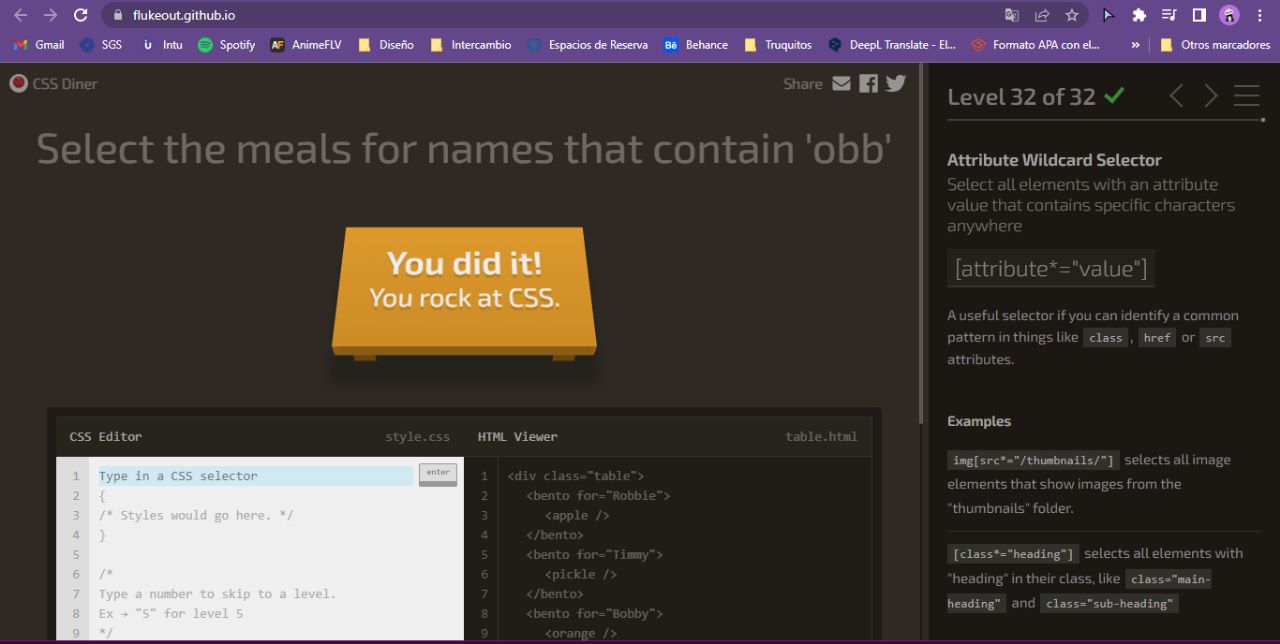 flukeout.github.io
Gmail SGS Intu Spotify AnimeFLV Diseño Intercambio Espacios de Reserva Behance Truquitos DeepL Translate - El... Formato APA con el... » Otros marcadores
CSS Diner
Share
Select the meals for names that contain 'obb'
You did it!
You rock at CSS.
CSS Editor style.css
1 Type in a CSS selector enter
2 {
3 /* Styles would go here. */
4 }
5
6 /*
7 Type a number to skip to a level.
8 Ex → "5" for level 5
9 */
HTML Viewer table.html
1 <div class="table">
2 <bento for="Robbie">
3 <apple />
4 </bento>
5 <bento for="Timmy">
6 <pickle />
7 </bento>
8 <bento for="Bobby">
9 <orange />
Level 32 of 32
Attribute Wildcard Selector
Select all elements with an attribute
value that contains specific characters
anywhere
[attribute*="value"]
A useful selector if you can identify a common
pattern in things like class , href or src
attributes.
Examples
img[src*="/thumbnails/"] selects all image
elements that show images from the
"thumbnails" folder.
[class*="heading"] selects all elements with
"heading" in their class, like class="main-
heading" and class="sub-heading"